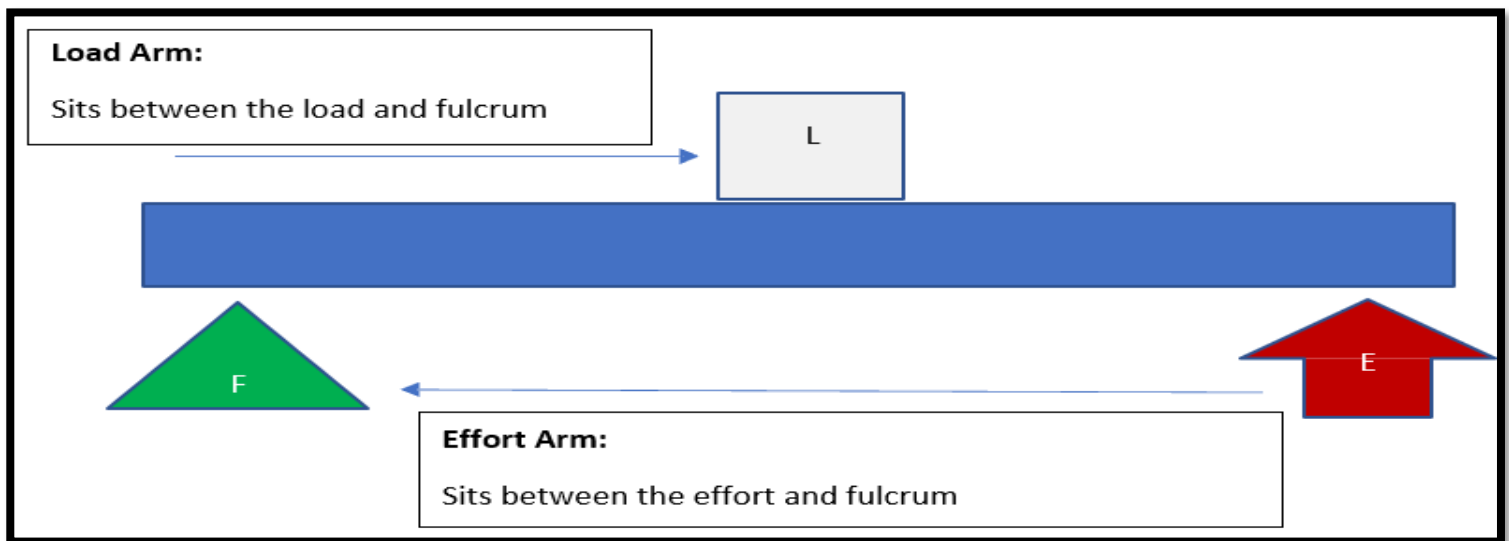 Load Arm:
Sits between the load and fulcrum
L
F
E
Effort Arm:
Sits between the effort and fulcrum